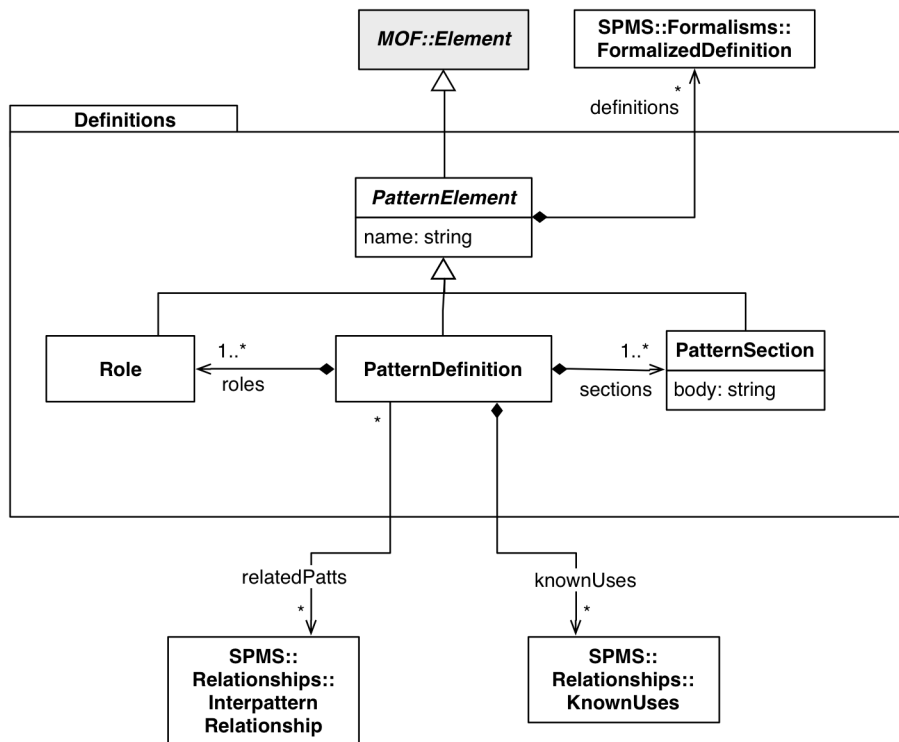 MOF::Element
SPMS::Formalisms::
FormalizedDefinition
*
definitions
Definitions
PatternElement
name: string
Role
1..*
roles
PatternDefinition
1..*
sections
PatternSection
body: string
*
relatedPatts
*
knownUses
*
SPMS::
Relationships::
Interpattern
Relationship
SPMS::
Relationships::
KnownUses